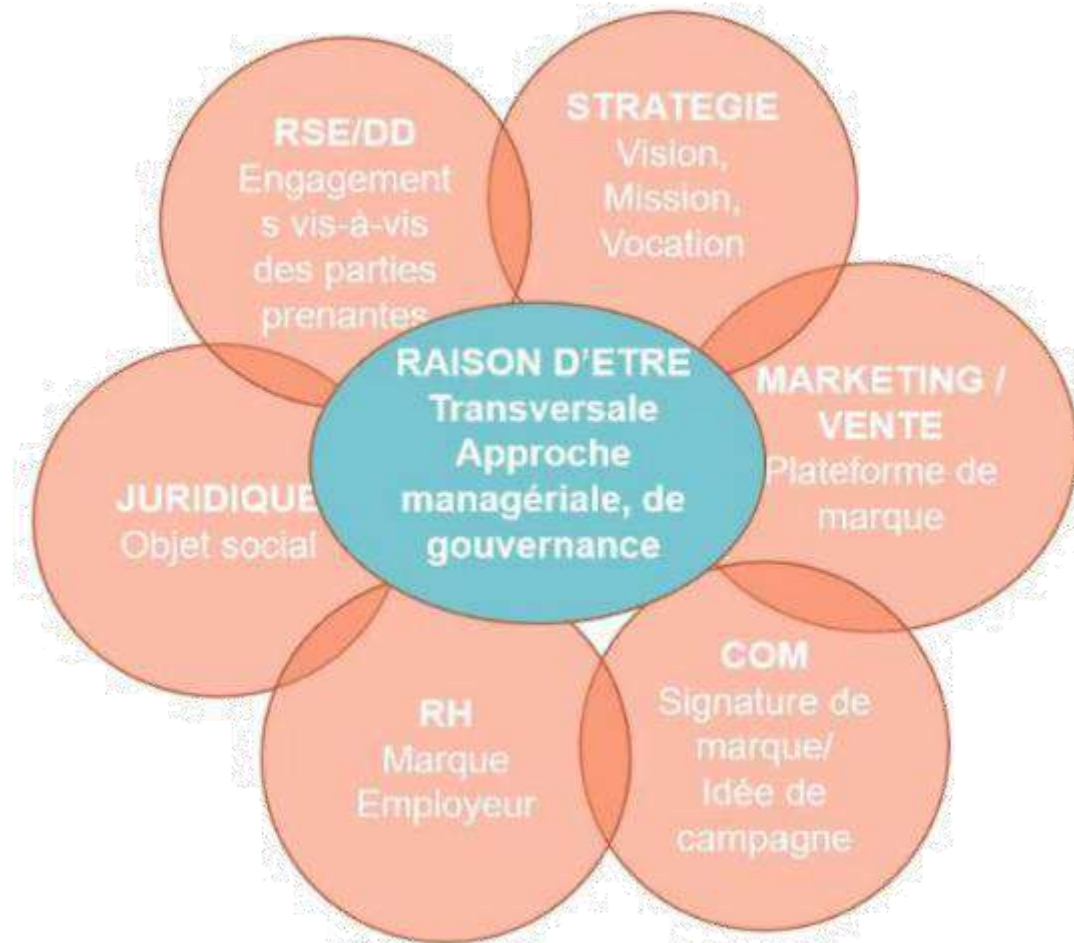 RSE/DD
Engagement
s vis-à-vis
des parties
prenantes
STRATEGIE
Vision,
Mission,
Vocation
RAISON D'ETRE
Transversale
Approche
managériale, de
gouvernance
MARKETING /
VENTE
Plateforme de
marque
JURIDIQUE
Objet social
RH
Marque
Employeur
COM
Signature de
marque/
Idée de
campagne